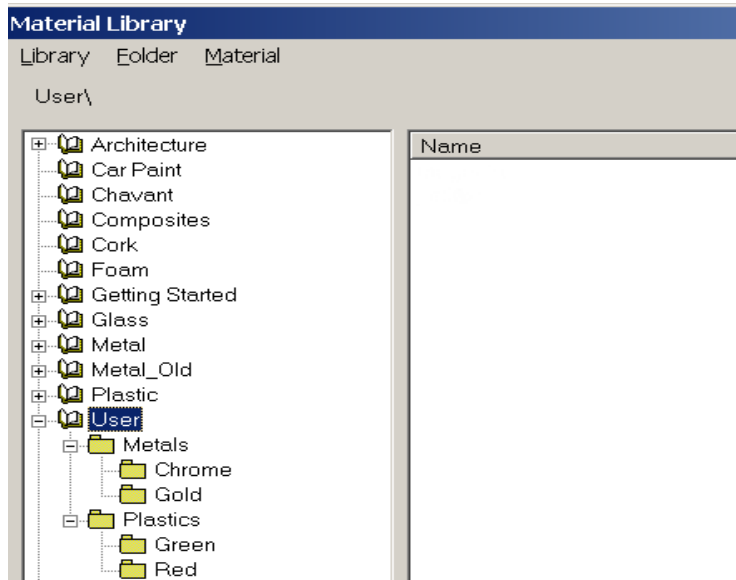 Material Library
Library Folder Material
User\
Name
Architecture
Car Paint
Chavant
Composites
Cork
Foam
Getting Started
Glass
Metal
Metal_Old
Plastic
User
Metals
Chrome
Gold
Plastics
Green
Red